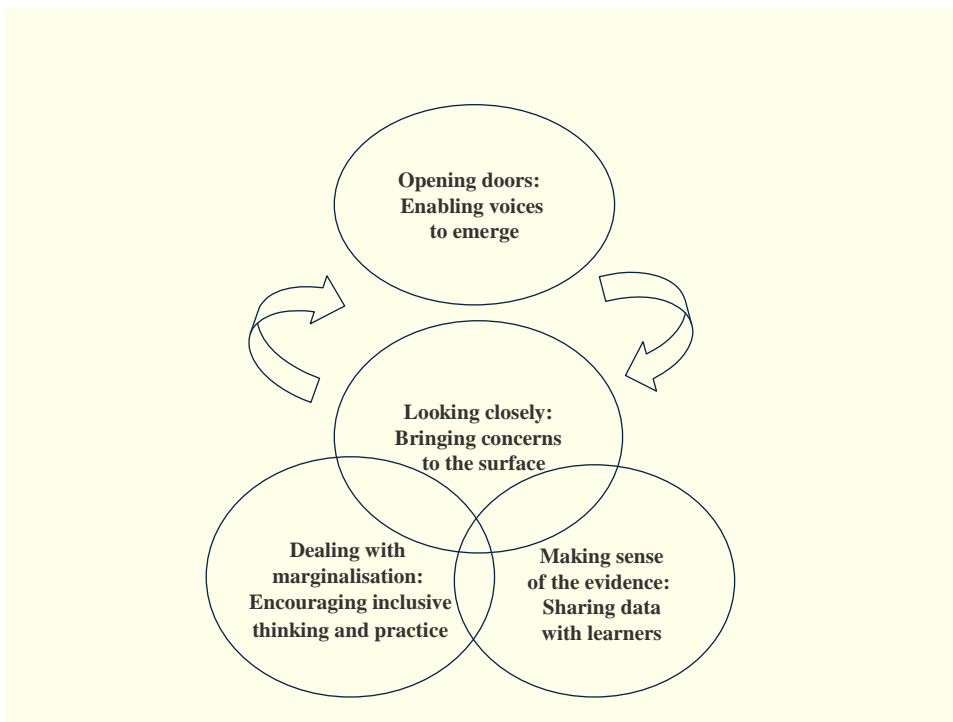 Opening doors:
Enabling voices
to emerge
Looking closely:
Bringing concerns
to the surface
Dealing with
marginalisation:
Encouraging inclusive
thinking and practice
Making sense
of the evidence:
Sharing data
with learners